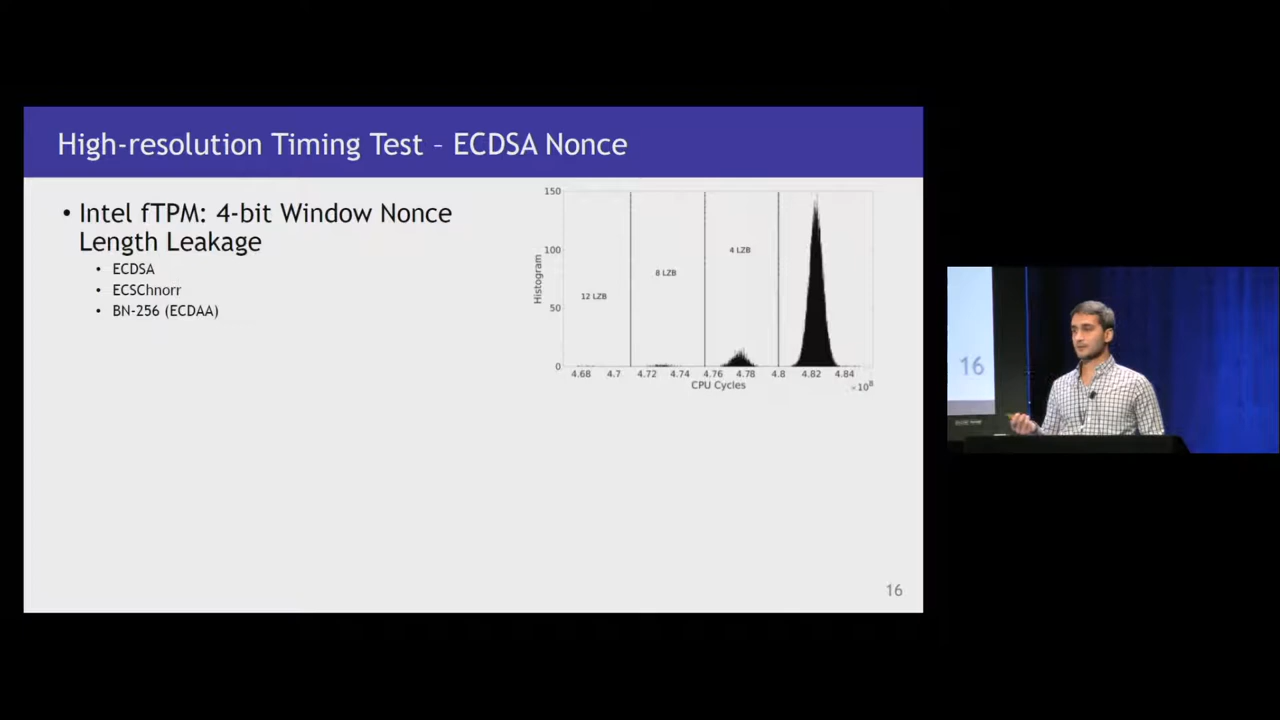 High-resolution Timing Test – ECDSA Nonce
• Intel fTPM: 4-bit Window Nonce
Length Leakage
• ECDSA
• ECSChnorr
• BN-256 (ECDAA)
150
100
50
0
Histogram
12 LZB
8 LZB
4 LZB
4.68 4.7 4.72 4.74 4.76 4.78 4.8 4.82 4.84
CPU Cycles
×10⁸
16
16